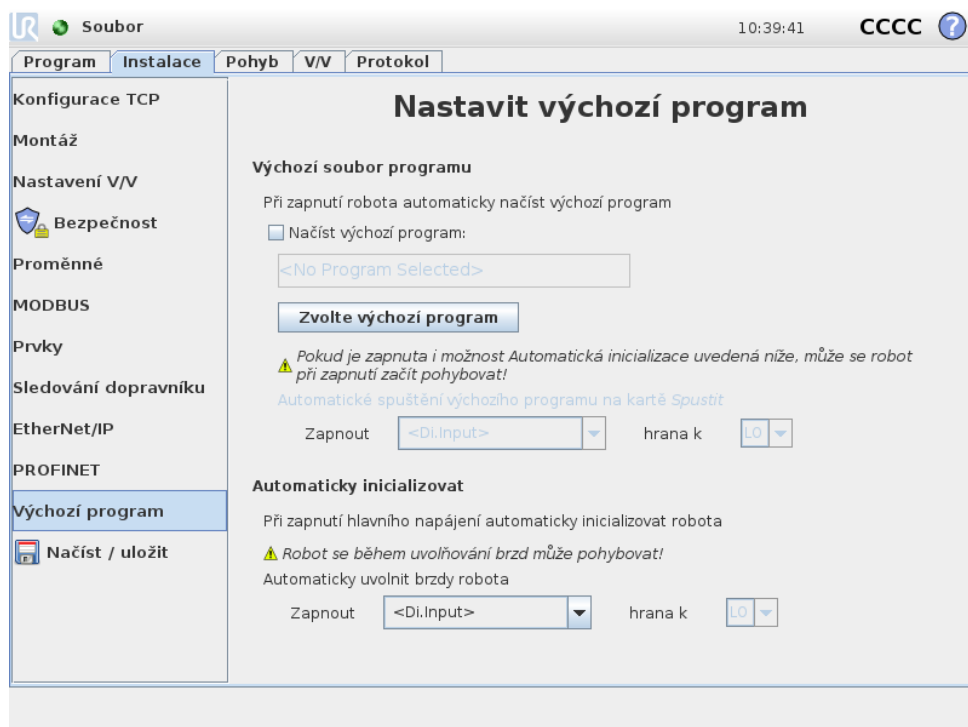 Soubor 10:39:41 CCCC ?
Program Instalace Pohyb V/V Protokol
Konfigurace TCP
Montáž
Nastavení V/V
Bezpečnost
Proměnné
MODBUS
Prvky
Sledování dopravníku
EtherNet/IP
PROFINET
Výchozí program
Načíst / uložit
Nastavit výchozí program
Výchozí soubor programu
Při zapnutí robota automaticky načíst výchozí program
Načíst výchozí program:
<No Program Selected>
Zvolte výchozí program
Pokud je zapnuta i možnost Automatická inicializace uvedená níže, může se robot
při zapnutí začít pohybovat!
Automatické spuštění výchozího programu na kartě Spustit
Zapnout <Di.Input> hrana k LO
Automaticky inicializovat
Při zapnutí hlavního napájení automaticky inicializovat robota
Robot se během uvolňování brzd může pohybovat!
Automaticky uvolnit brzdy robota
Zapnout <Di.Input> hrana k LO